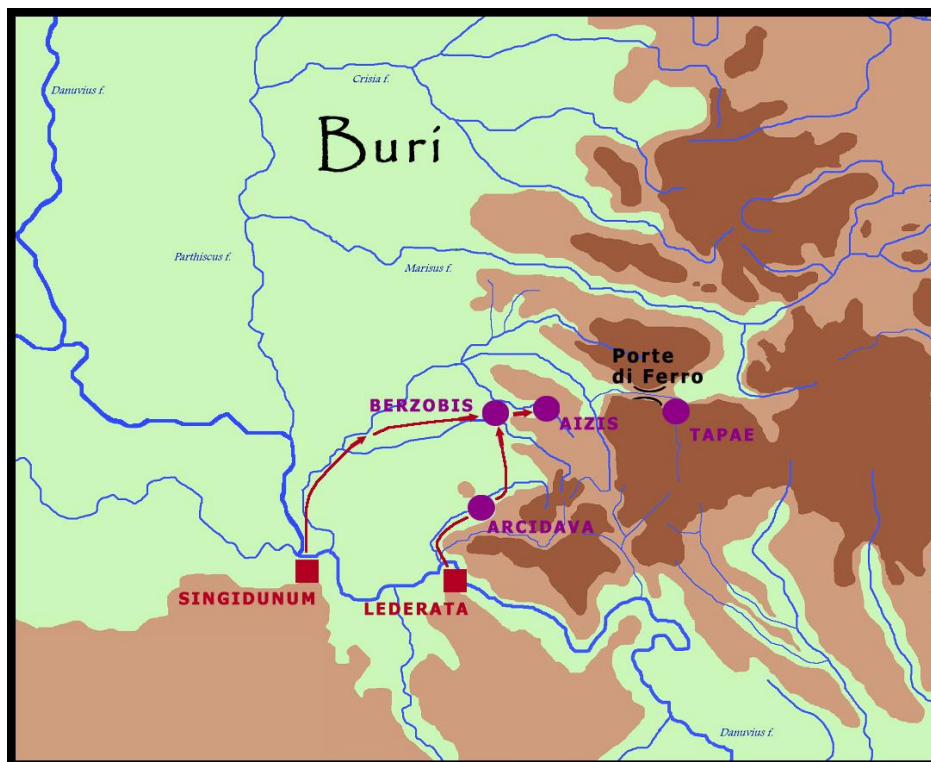 Crisia f.
Danuvius f.
Buri
Parthiscus f.
Marisus f.
Porte
di Ferro
BERZOBIS
AIZIS
TAPAE
ARCIDAVA
SINGIDUNUM
LEDERATA
Danuvius f.